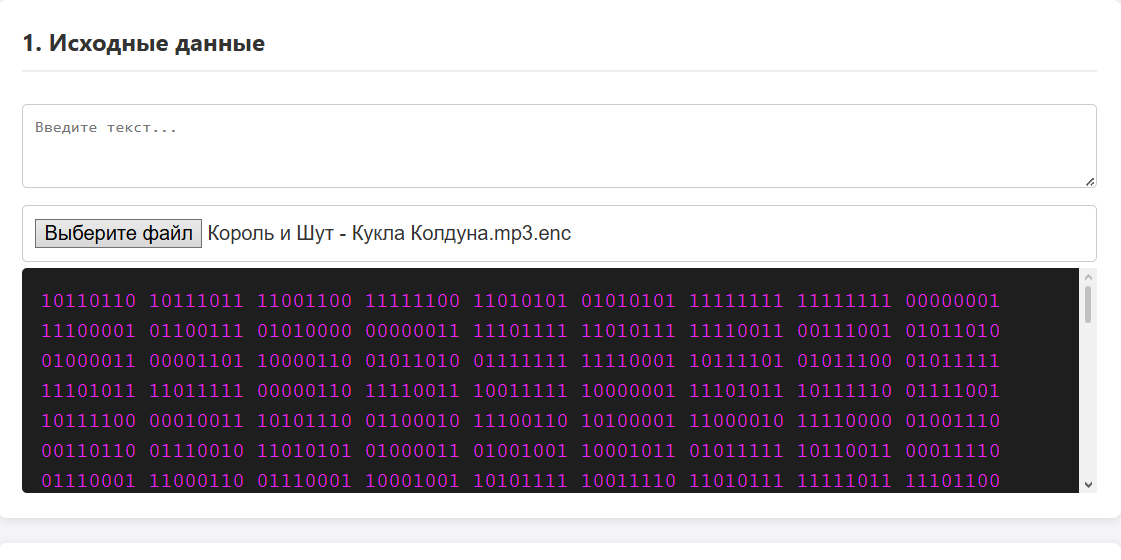 1. Исходные данные
Введите текст...
Выберите файл Король и Шут - Кукла Колдуна.mp3.enc
10110110 10111011 11001100 11111100 11010101 01010101 11111111 11111111 00000001
11100001 01100111 01010000 00000011 11101111 11010111 11110011 00111001 01011010
01000011 00001101 10000110 01011010 01111111 11110001 10111101 01011100 01011111
11101011 11011111 00000110 11110011 10011111 10000001 11101011 10111110 01111001
10111100 00010011 10101110 01100010 11100110 10100001 11000010 11110000 01001110
00110110 01110010 11010101 01000011 01001001 10001011 01011111 10110011 00011110
01110001 11000110 01110001 10001001 10101111 10011110 11010111 11111011 11101100